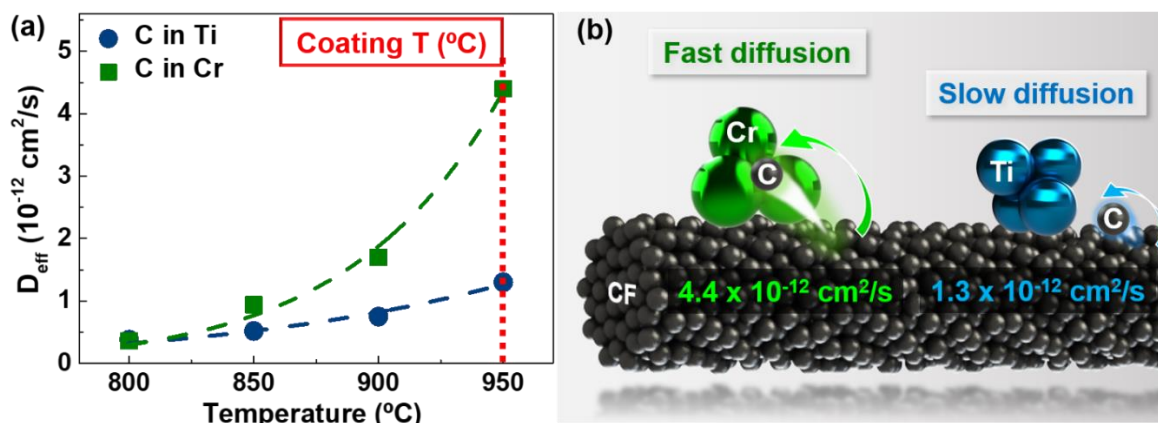 (a)
C in Ti
C in Cr
Coating T (ºC)
D_eff (10^-12 cm^2/s)
5
4
3
2
1
0
800
850
900
950
Temperature (ºC)
(b)
Fast diffusion
Slow diffusion
Cr
C
Ti
C
CF
4.4 x 10^-12 cm^2/s
1.3 x 10^-12 cm^2/s